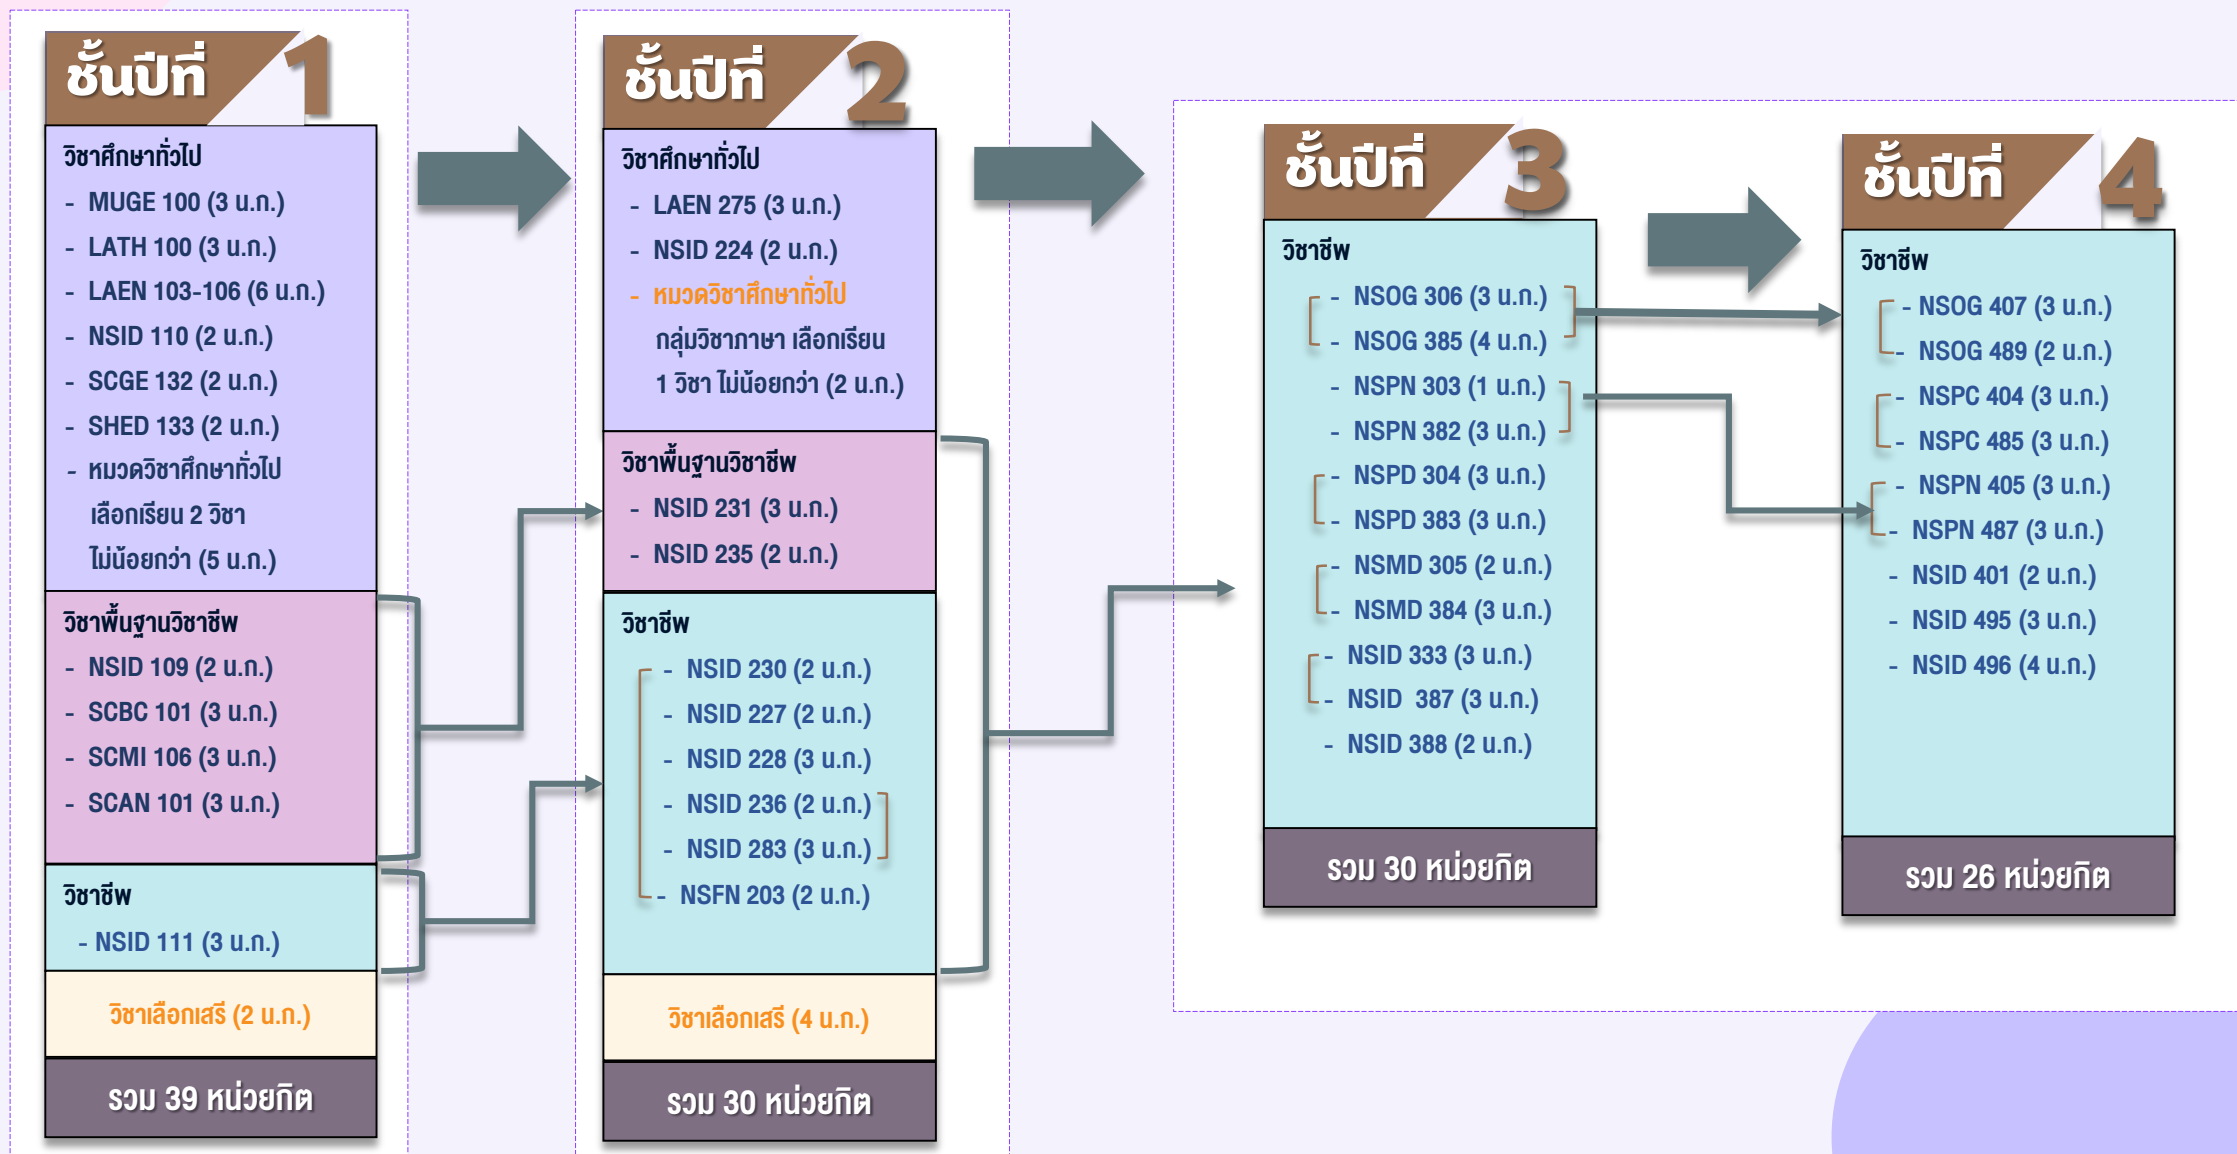 ชั้นปีที่ 1
วิชาศึกษาทั่วไป
- MUGE 100 (3 น.ก.)
- LATH 100 (3 น.ก.)
- LAEN 103-106 (6 น.ก.)
- NSID 110 (2 น.ก.)
- SCGE 132 (2 น.ก.)
- SHED 133 (2 น.ก.)
- หมวดวิชาศึกษาทั่วไป
เลือกเรียน 2 วิชา
ไม่น้อยกว่า (5 น.ก.)
วิชาพื้นฐานวิชาชีพ
- NSID 109 (2 น.ก.)
- SCBC 101 (3 น.ก.)
- SCMI 106 (3 น.ก.)
- SCAN 101 (3 น.ก.)
วิชาชีพ
- NSID 111 (3 น.ก.)
วิชาเลือกเสรี (2 น.ก.)
รวม 39 หน่วยกิต
ชั้นปีที่ 2
วิชาศึกษาทั่วไป
- LAEN 275 (3 น.ก.)
- NSID 224 (2 น.ก.)
- หมวดวิชาศึกษาทั่วไป
กลุ่มวิชาภาษา เลือกเรียน
1 วิชา ไม่น้อยกว่า (2 น.ก.)
วิชาพื้นฐานวิชาชีพ
- NSID 231 (3 น.ก.)
- NSID 235 (2 น.ก.)
วิชาชีพ
- NSID 230 (2 น.ก.)
- NSID 227 (2 น.ก.)
- NSID 228 (3 น.ก.)
- NSID 236 (2 น.ก.)
- NSID 283 (3 น.ก.)
- NSFN 203 (2 น.ก.)
วิชาเลือกเสรี (4 น.ก.)
รวม 30 หน่วยกิต
ชั้นปีที่ 3
วิชาชีพ
- NSOG 306 (3 น.ก.)
- NSOG 385 (4 น.ก.)
- NSPN 303 (1 น.ก.)
- NSPN 382 (3 น.ก.)
- NSPD 304 (3 น.ก.)
- NSPD 383 (3 น.ก.)
- NSMD 305 (2 น.ก.)
- NSMD 384 (3 น.ก.)
- NSID 333 (3 น.ก.)
- NSID 387 (3 น.ก.)
- NSID 388 (2 น.ก.)
รวม 30 หน่วยกิต
ชั้นปีที่ 4
วิชาชีพ
- NSOG 407 (3 น.ก.)
- NSOG 489 (2 น.ก.)
- NSPC 404 (3 น.ก.)
- NSPC 485 (3 น.ก.)
- NSPN 405 (3 น.ก.)
- NSPN 487 (3 น.ก.)
- NSID 401 (2 น.ก.)
- NSID 495 (3 น.ก.)
- NSID 496 (4 น.ก.)
รวม 26 หน่วยกิต